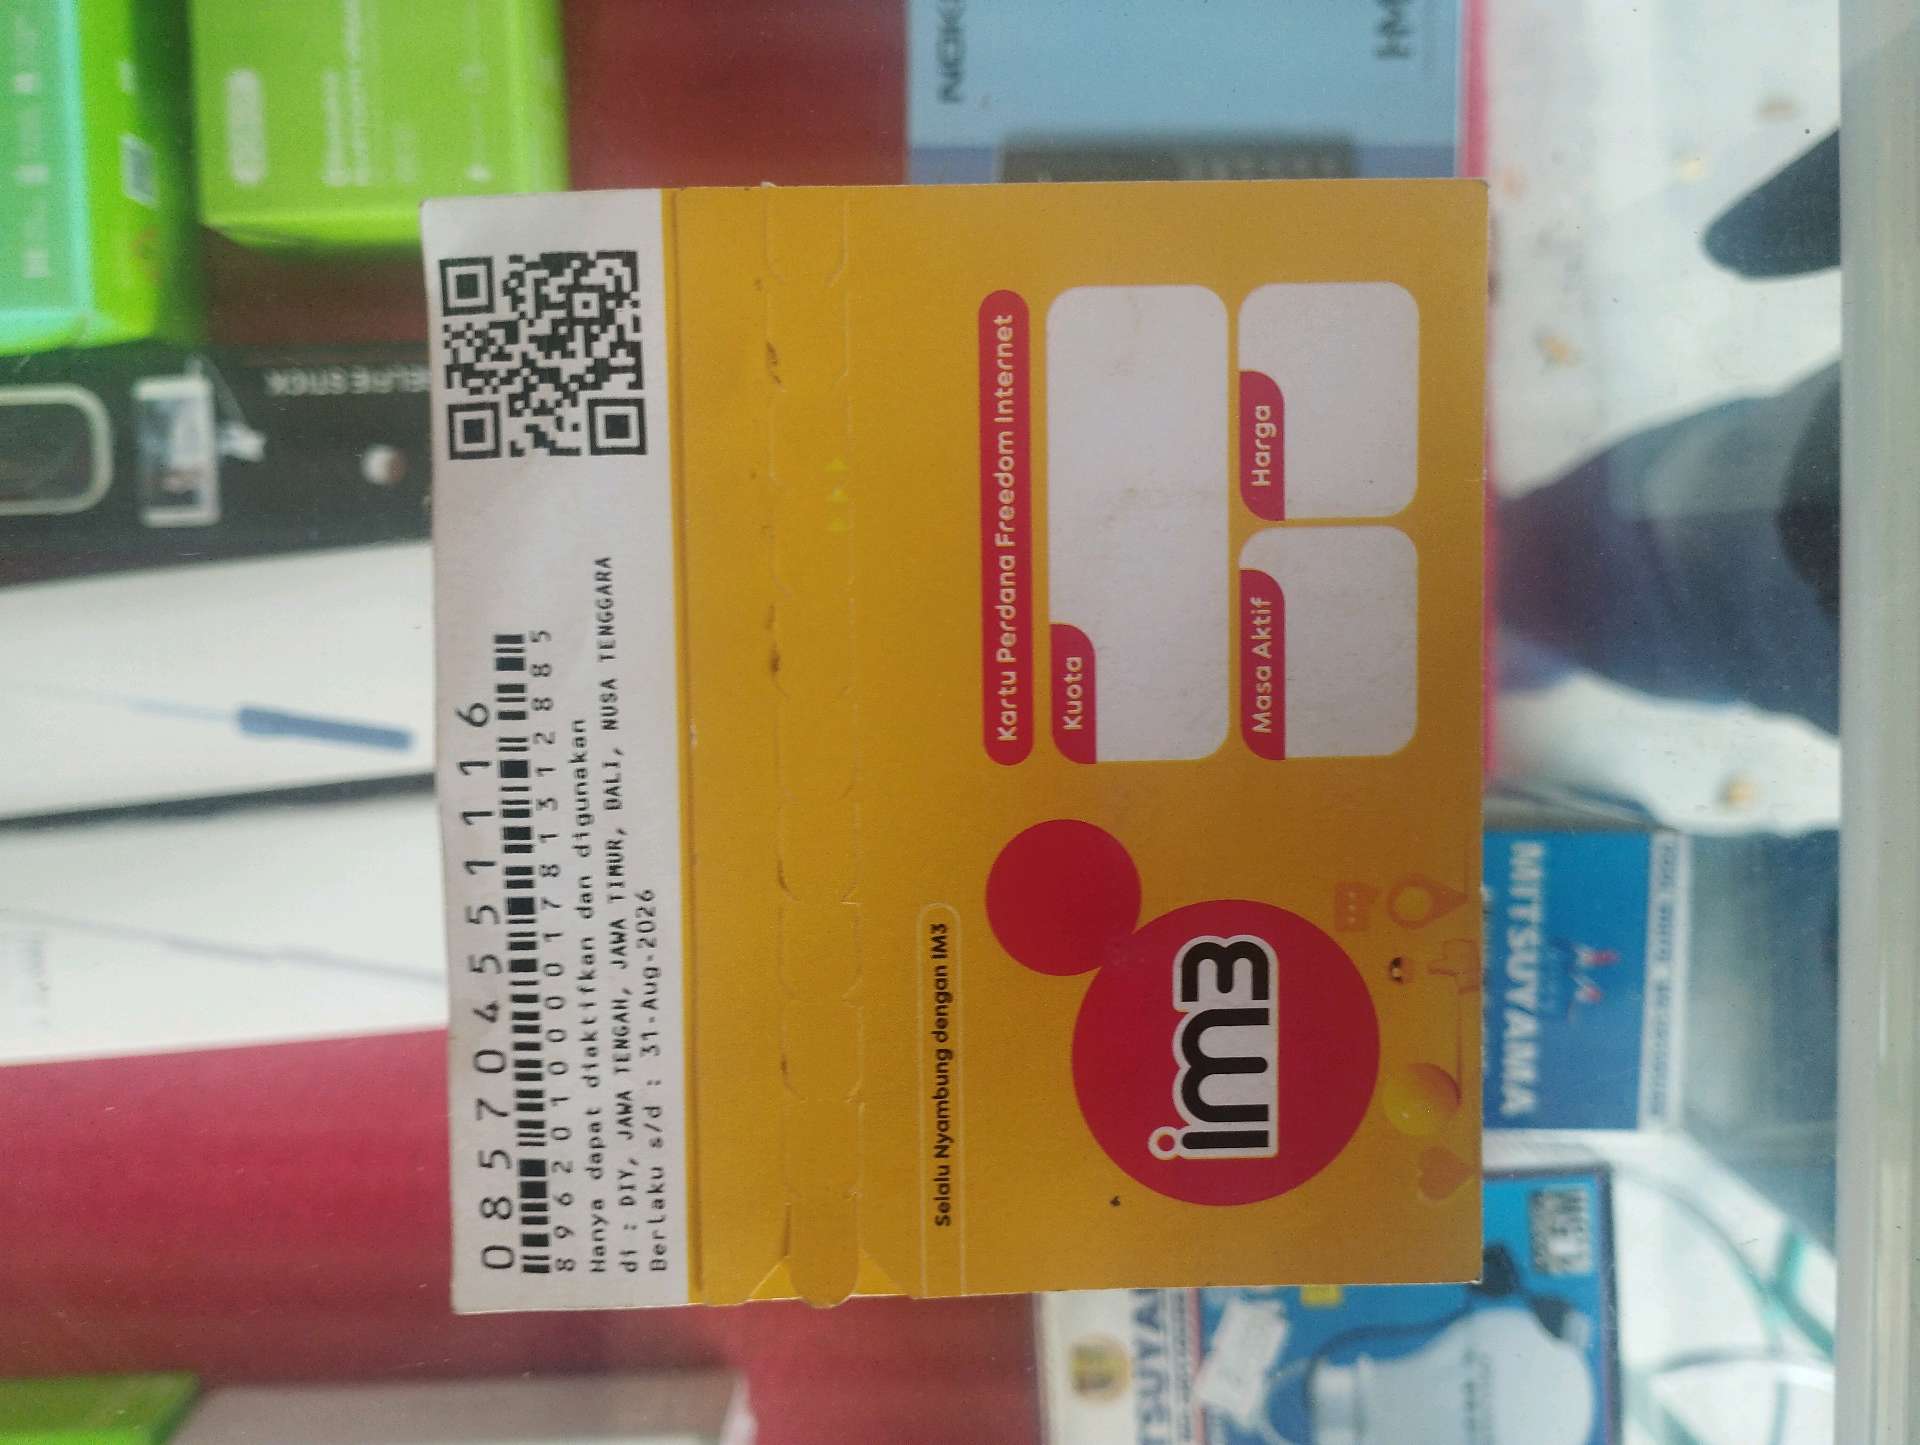 085704551116
8962010001781312885
Hanya dapat diaktifkan dan digunakan
di : DIY, JAWA TENGAH, JAWA TIMUR, BALI, NUSA TENGGARA
Berlaku s/d : 31-Aug-2026
Selalu Nyambung dengan IM3
im3
Kartu Perdana Freedom Internet
Kuota
Masa Aktif
Harga
MITSUYAMA
SELFIE STICK